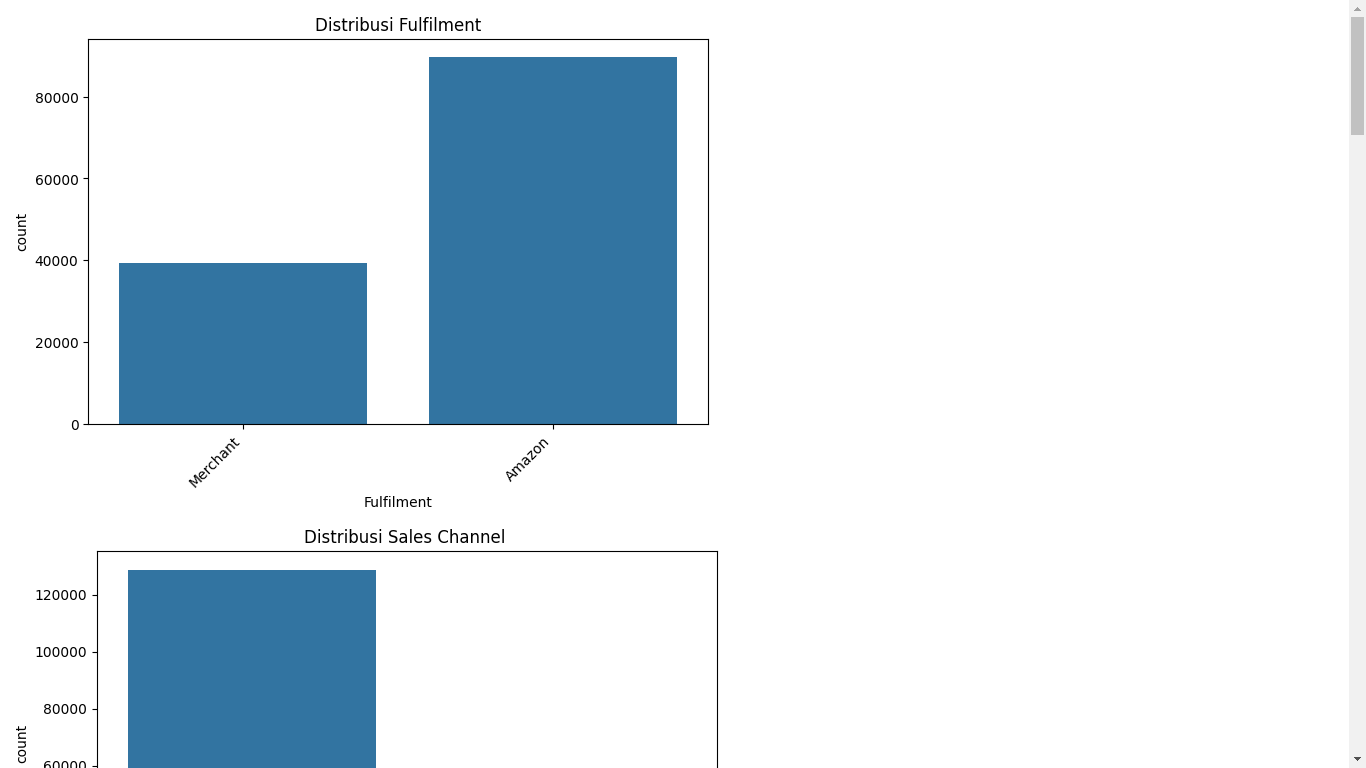 Distribusi Fulfilment
80000
60000
40000
20000
0
count
Merchant
Amazon
Fulfilment
Distribusi Sales Channel
120000
100000
80000
60000
count